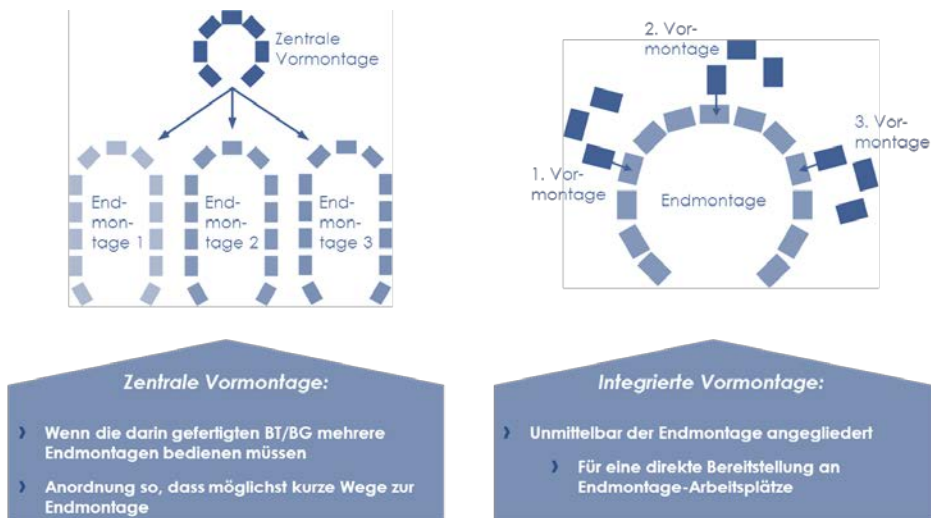 Zentrale
Vormontage
End-
mon-
tage 1
End-
mon-
tage 2
End-
mon-
tage 3
2. Vor-
montage
3. Vor-
montage
1. Vor-
montage
Endmontage
Zentrale Vormontage:
Wenn die darin gefertigten BT/BG mehrere
Endmontagen bedienen müssen
Anordnung so, dass möglichst kurze Wege zur
Endmontage
Integrierte Vormontage:
Unmittelbar der Endmontage angegliedert
Für eine direkte Bereitstellung an
Endmontage-Arbeitsplätze